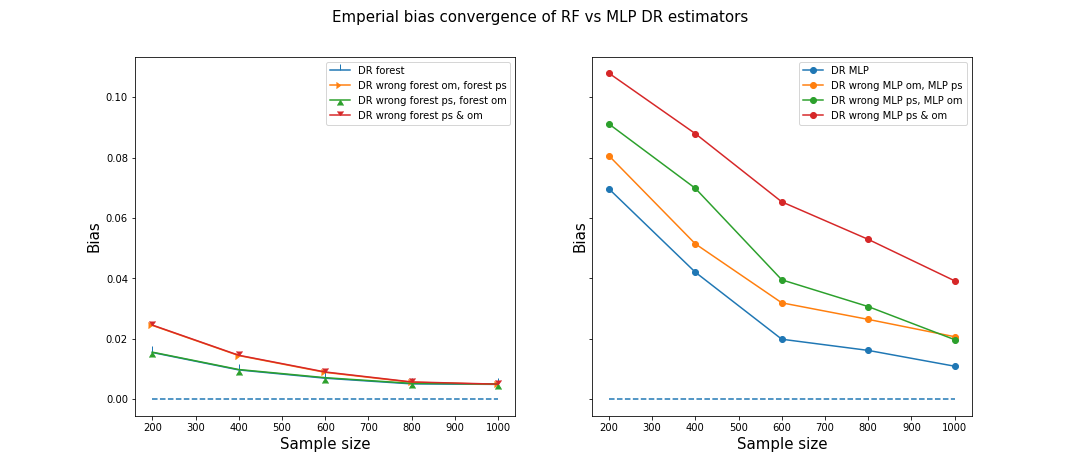 Emperial bias convergence of RF vs MLP DR estimators
DR forest
DR wrong forest om, forest ps
DR wrong forest ps, forest om
DR wrong forest ps & om
0.10
0.08
0.06
0.04
0.02
0.00
Bias
200 300 400 500 600 700 800 900 1000
Sample size
DR MLP
DR wrong MLP om, MLP ps
DR wrong MLP ps, MLP om
DR wrong MLP ps & om
Bias
200 300 400 500 600 700 800 900 1000
Sample size